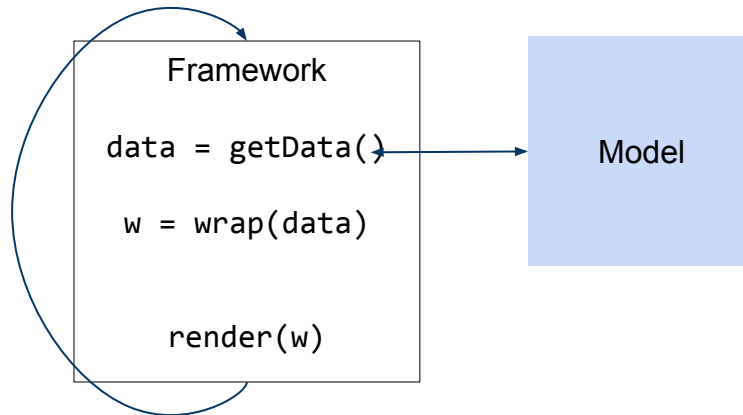 Framework
data = getData()
Model
w = wrap(data)
render(w)